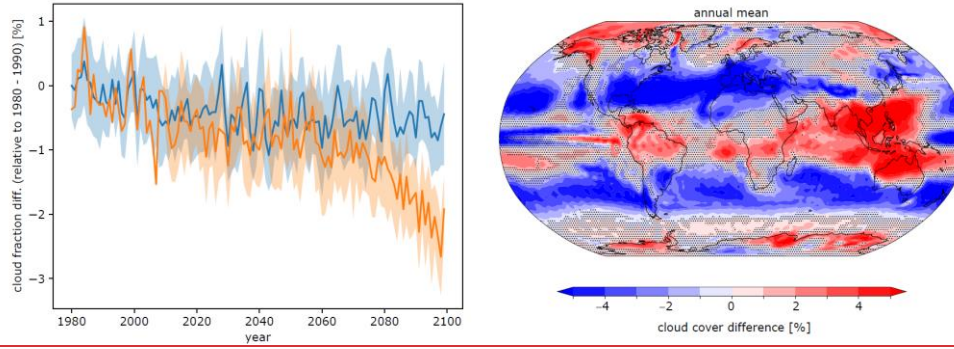 cloud fraction diff. (relative to 1980 - 1990) [%]
1
0
−1
−2
−3
1980 2000 2020 2040 2060 2080 2100
year
annual mean
−4 −2 0 2 4
cloud cover difference [%]